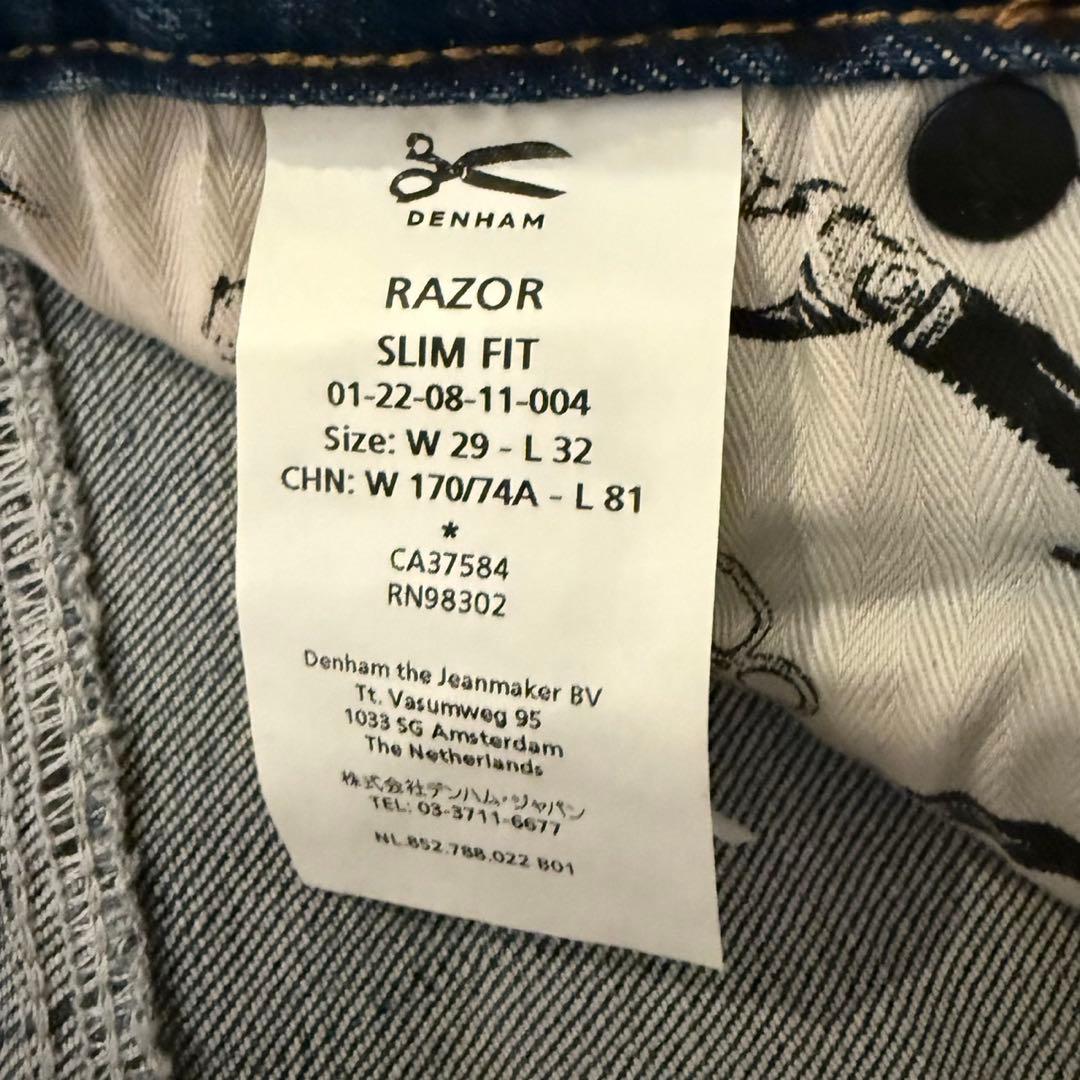 DENHAM
RAZOR
SLIM FIT
01-22-08-11-004
Size: W 29 - L 32
CHN: W 170/74A - L 81
*
CA37584
RN98302
Denham the Jeanmaker BV
Tt. Vasumweg 95
1033 SG Amsterdam
The Netherlands
株式会社デンハム・ジャパン
TEL: 03-3711-6677
NL.852.788.022 B01